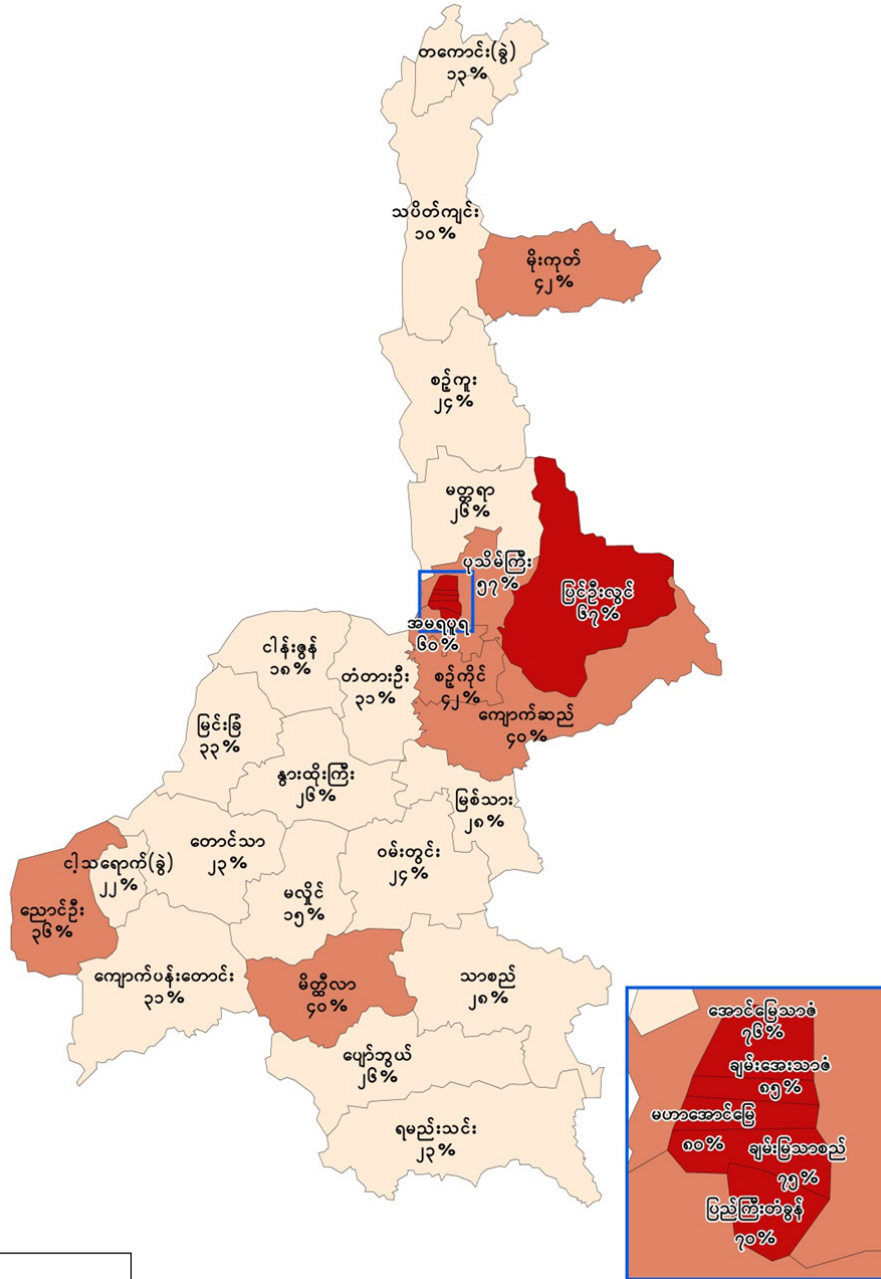 တကောင်း(ခွဲ)
၁၃%
သပိတ်ကျင်း
၁၀%
မိုးကုတ်
၄၂%
စဉ့်ကူး
၂၄%
မတ္တရာ
၂၆%
ပုသိမ်ကြီး
၅၇%
ပြင်ဦးလွင်
၆၇%
အမရပူရ
၆၀%
ငါန်းဇွန်
၁၈%
တံတားဦး
၃၁%
စဉ့်ကိုင်
၄၂%
ကျောက်ဆည်
၄၀%
မြင်းခြံ
၃၃%
နွားထိုးကြီး
၂၆%
မြစ်သား
၂၈%
တောင်သာ
၂၃%
ဝမ်းတွင်း
၂၄%
ငါ့သရောက်(ခွဲ)
၂၂%
မလှိုင်
၁၅%
ညောင်ဦး
၃၆%
ကျောက်ပန်းတောင်း
၃၁%
မိတ္ထီလာ
၄၀%
သာစည်
၂၈%
ပျော်ဘွယ်
၂၆%
ရမည်းသင်း
၂၃%
အောင်မြေသာဇံ
၇၆%
ချမ်းအေးသာဇံ
၈၅%
မဟာအောင်မြေ
၈၀%
ချမ်းမြသာစည်
၇၅%
ပြည်ကြီးတံခွန်
၇၀%